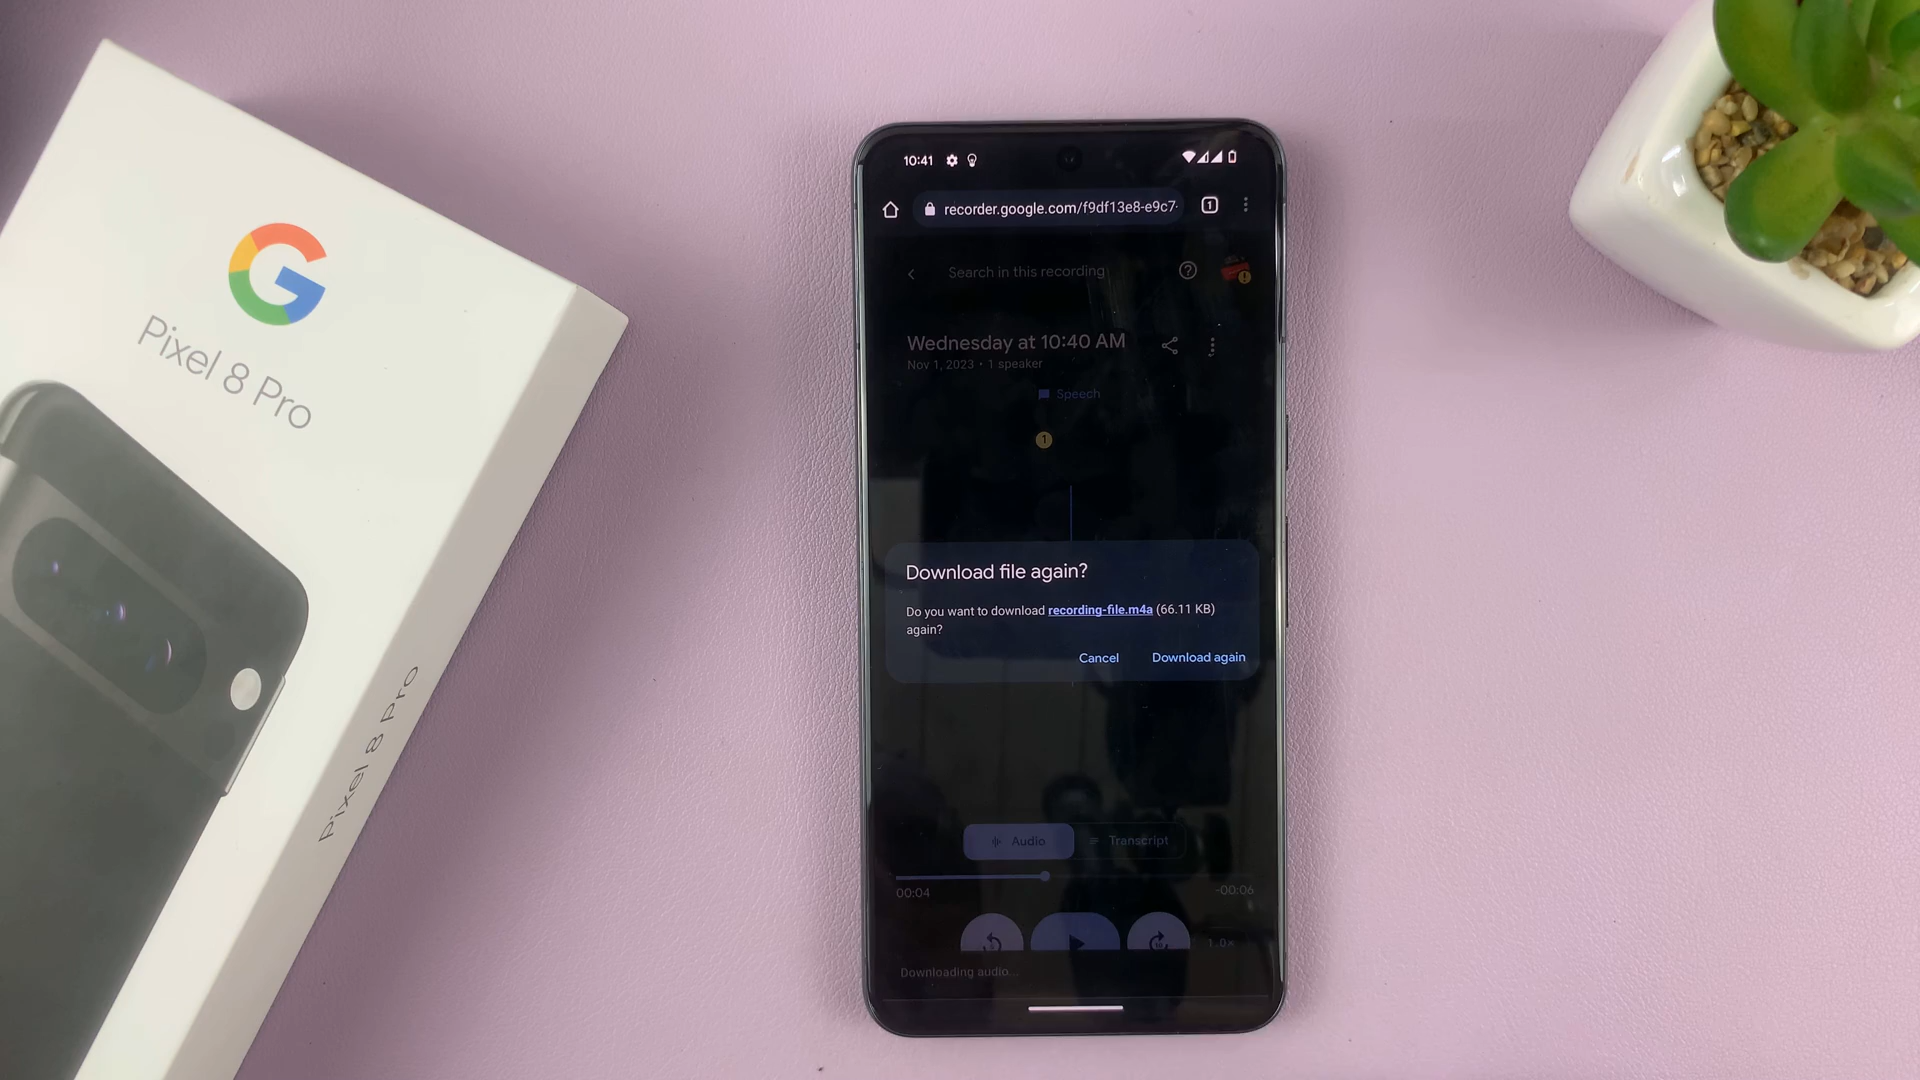 G
Pixel 8 Pro
Pixel 8 Pro
10:41
recorder.google.com/f9df13e8-e9c7-
1
Search in this recording
Wednesday at 10:40 AM
Nov 1, 2023 • 1 speaker
Speech
1
Download file again?
Do you want to download recording-file.m4a (66.11 KB)
again?
Cancel Download again
Audio Transcript
00:04 -00:06
1.0×
Downloading audio...